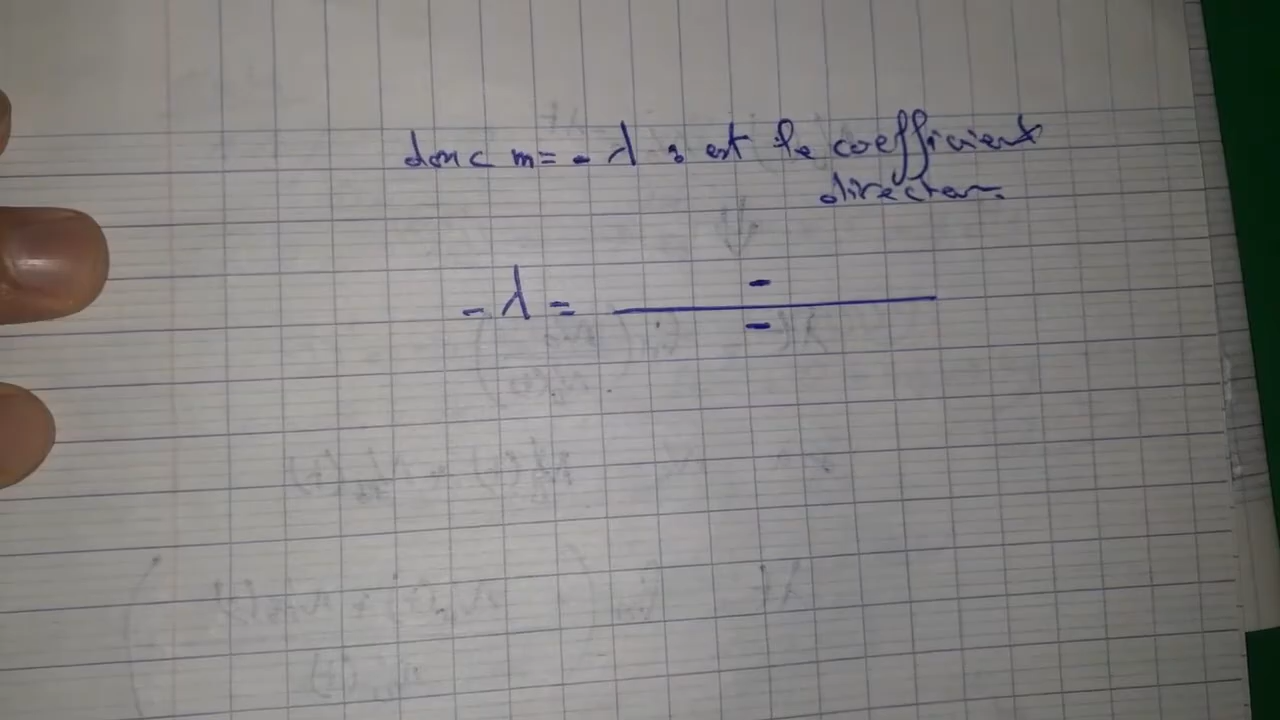 donc m = - λ : est le coefficient
directeur
- λ = - / -